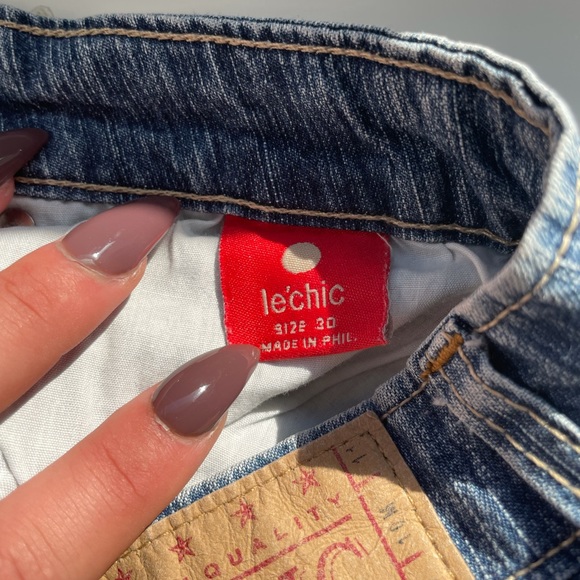 le'chic
SIZE 30
MADE IN PHIL.
QUALITY